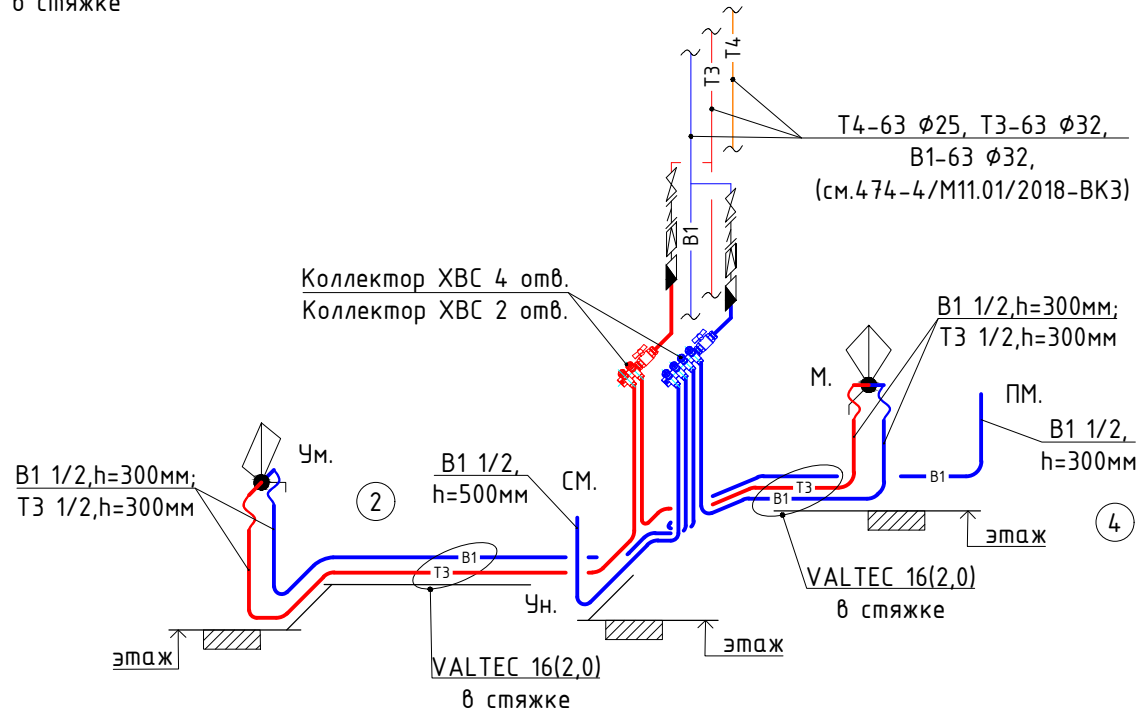 в стяжке
Т3
Т4
Т4-63 Ф25, Т3-63 Ф32,
В1-63 Ф32,
(см.474-4/М11.01/2018-ВК3)
В1
Коллектор ХВС 4 отв.
Коллектор ХВС 2 отв.
В1 1/2,h=300мм;
Т3 1/2,h=300мм
М.
ПМ.
В1 1/2,
h=300мм
Ум.
В1 1/2,h=300мм;
Т3 1/2,h=300мм
2
В1 1/2,
h=500мм
СМ.
Т3
В1
В1
4
этаж
VALTEC 16(2,0)
в стяжке
В1
Т3
Ун.
этаж
VALTEC 16(2,0)
в стяжке
этаж